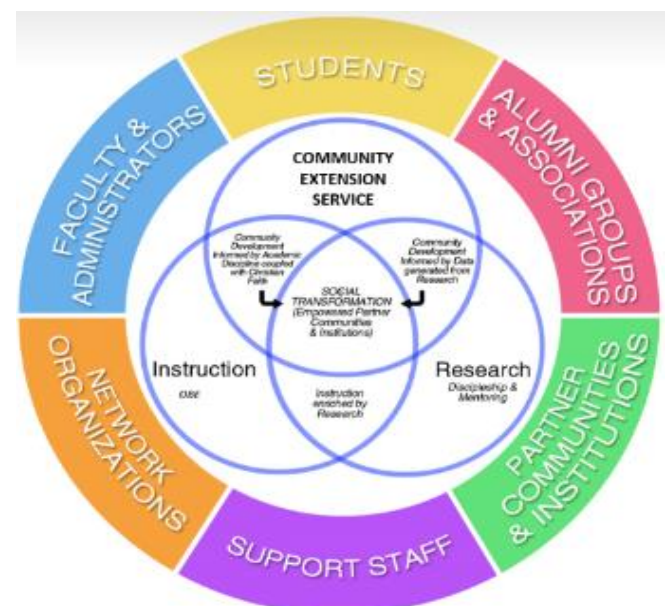 STUDENTS
ALUMNI GROUPS
& ASSOCIATIONS
PARTNER
COMMUNITIES
& INSTITUTIONS
SUPPORT STAFF
NETWORK
ORGANIZATIONS
FACULTY &
ADMINISTRATORS
COMMUNITY
EXTENSION
SERVICE
Community
Development
Informed by Academic
Discipline coupled
with Christian
Faith
Community
Development
Informed by Data
generated from
Research
SOCIAL
TRANSFORMATION
(Empowered Partner
Communities
& Institutions)
Instruction
OBE
Research
Discipleship &
Mentoring
Instruction
enriched by
Research